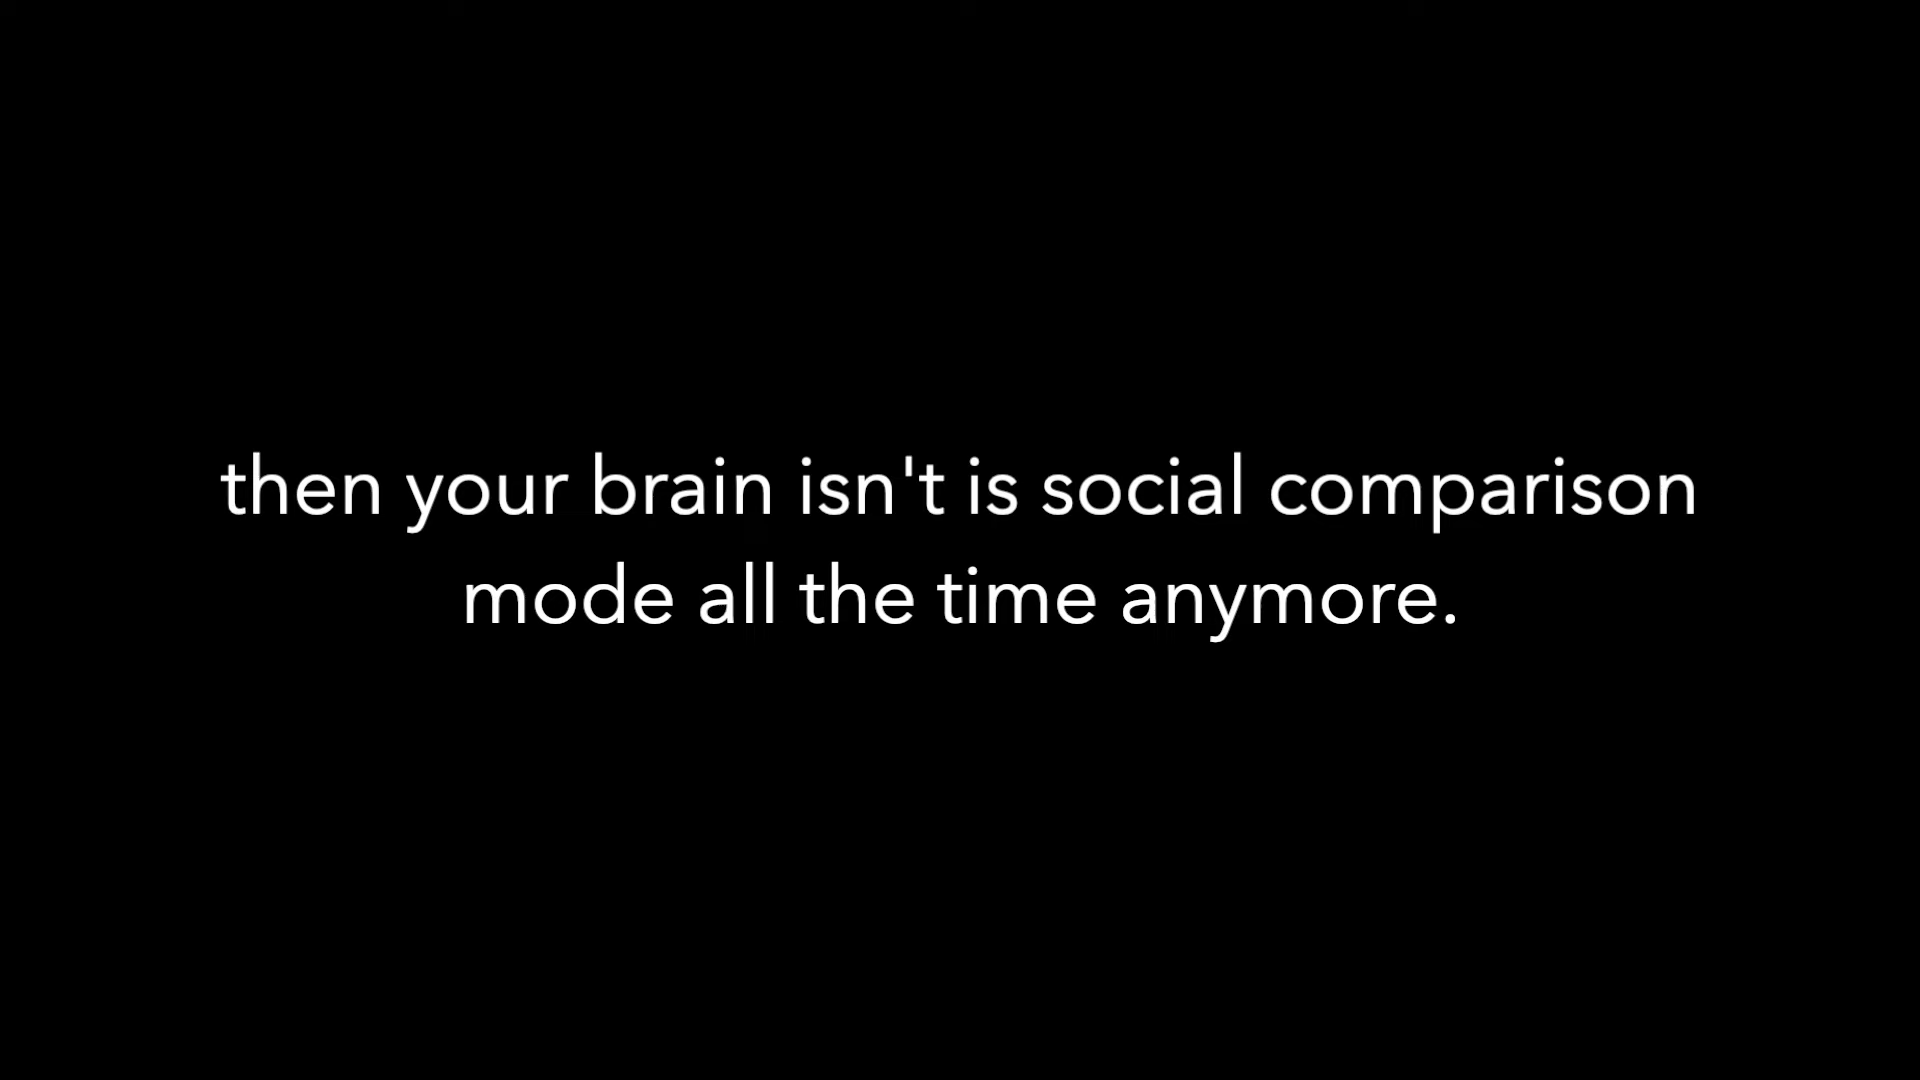 then your brain isn't is social comparison
mode all the time anymore.